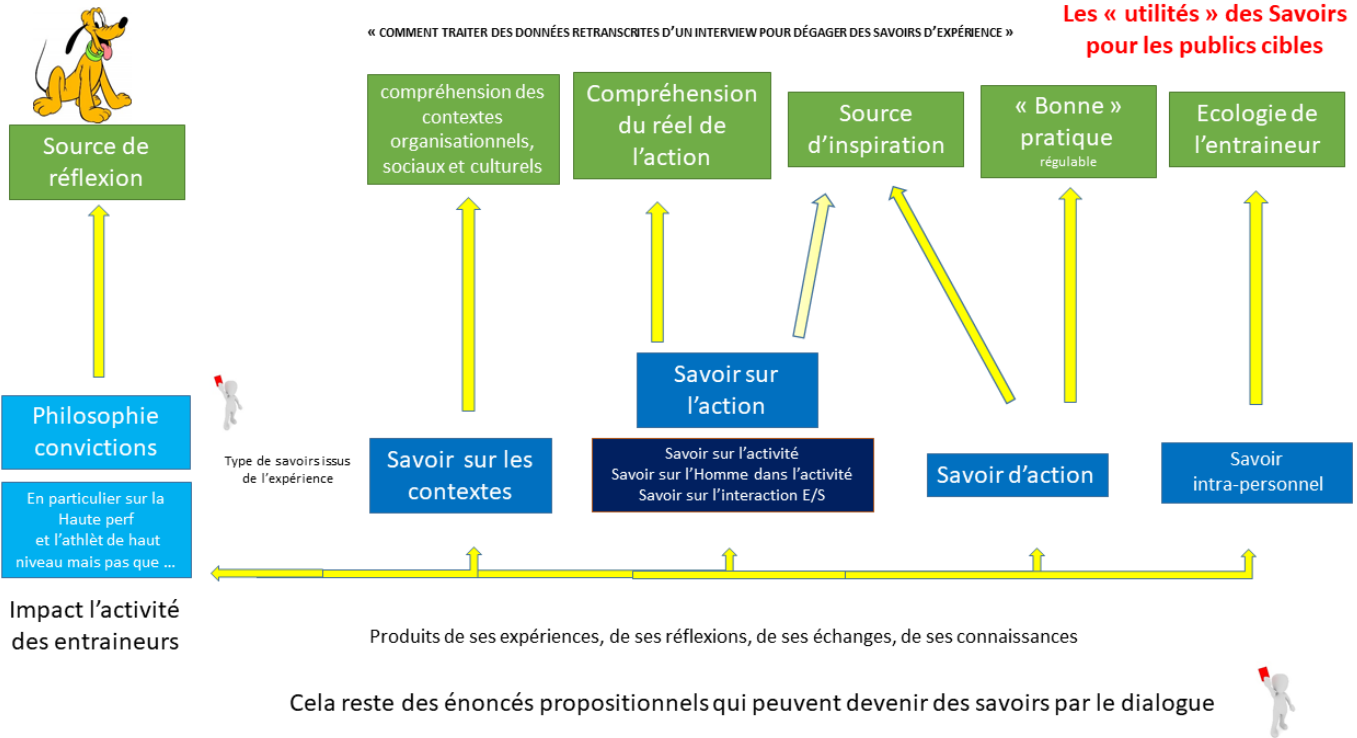 « COMMENT TRAITER DES DONNÉES RETRANSCRITES D'UN INTERVIEW POUR DÉGAGER DES SAVOIRS D'EXPÉRIENCE »
Les « utilités » des Savoirs
pour les publics cibles
Source de
réflexion
compréhension des
contextes
organisationnels,
sociaux et culturels
Compréhension
du réel de
l'action
Source
d'inspiration
« Bonne »
pratique
régulable
Ecologie de
l'entraineur
Philosophie
convictions
En particulier sur la
Haute perf
et l'athlèt de haut
niveau mais pas que …
Impact l'activité
des entraineurs
Type de savoirs issus
de l'expérience
Savoir sur les
contextes
Savoir sur
l'action
Savoir sur l'activité
Savoir sur l'Homme dans l'activité
Savoir sur l'interaction E/S
Savoir d'action
Savoir
intra-personnel
Produits de ses expériences, de ses réflexions, de ses échanges, de ses connaissances
Cela reste des énoncés propositionnels qui peuvent devenir des savoirs par le dialogue